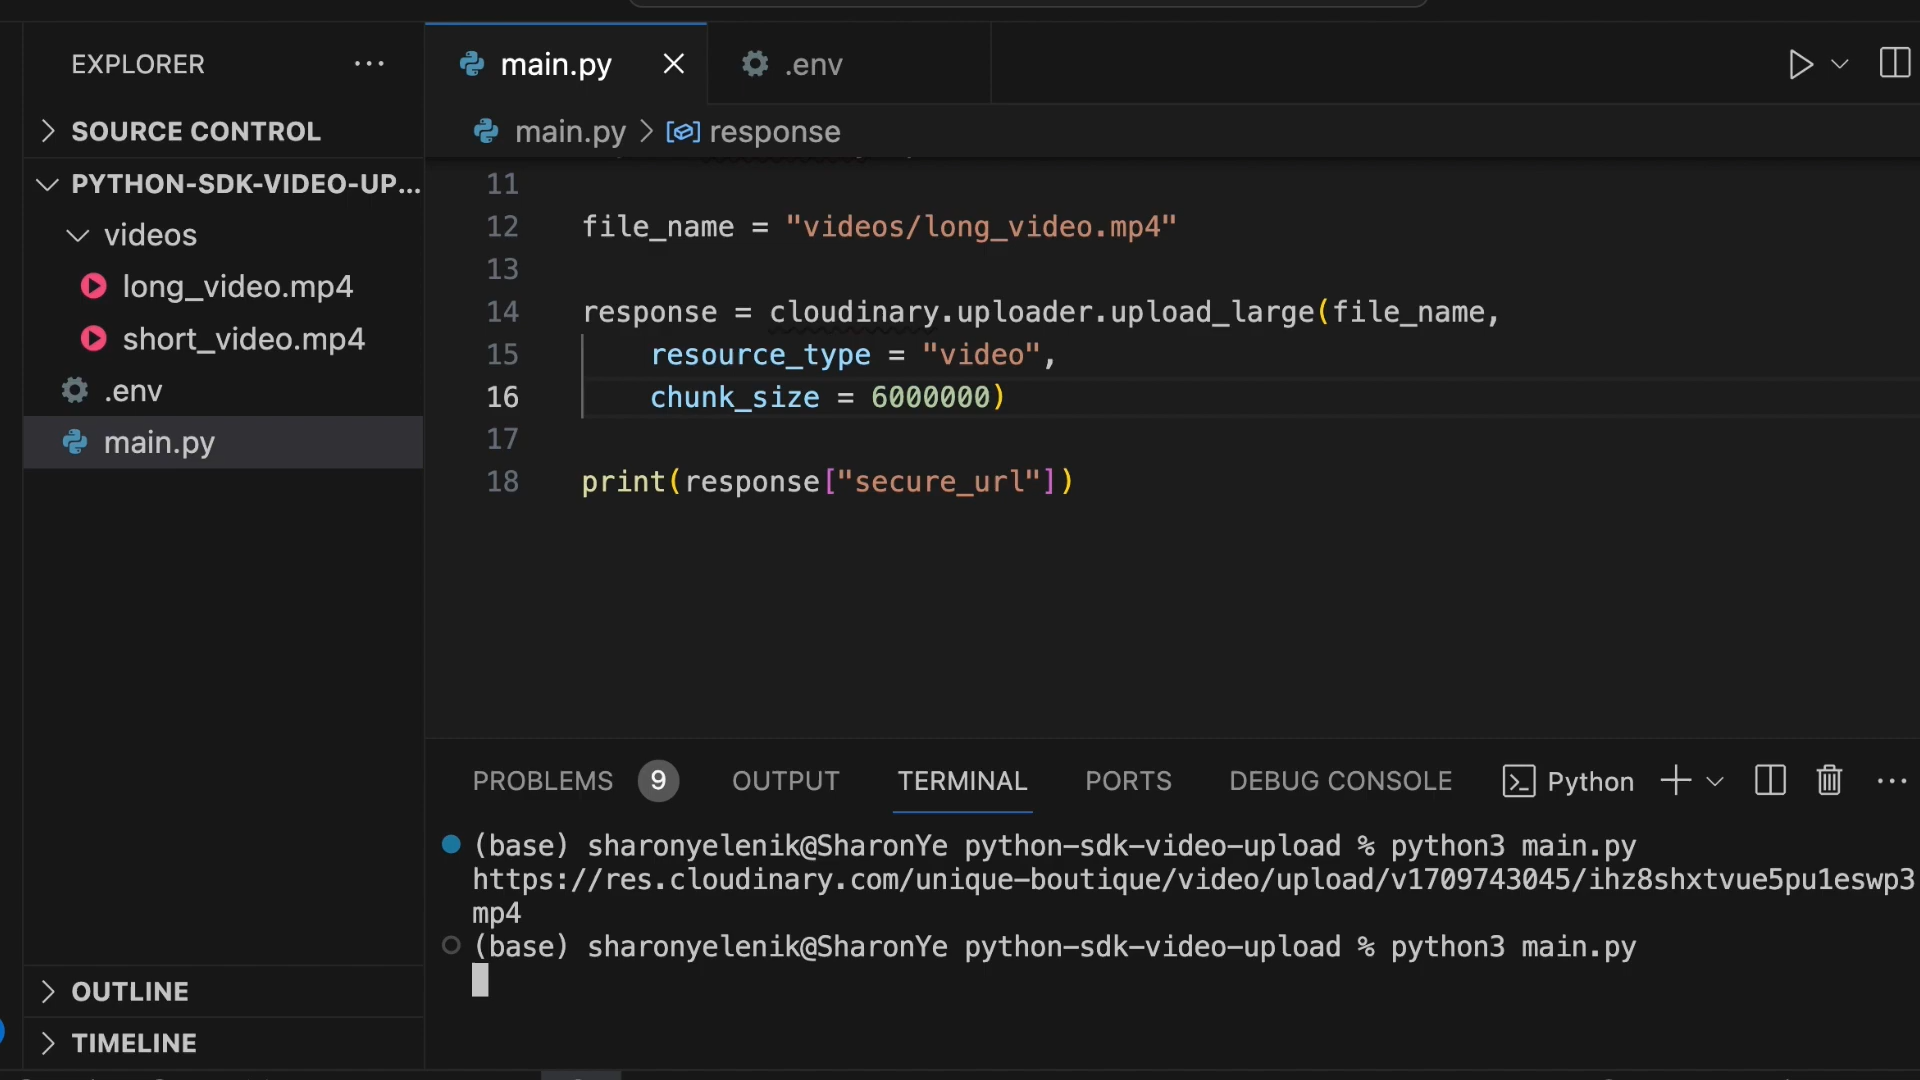 EXPLORER
SOURCE CONTROL
PYTHON-SDK-VIDEO-UP...
videos
long_video.mp4
short_video.mp4
.env
main.py
OUTLINE
TIMELINE
main.py
.env
main.py > response
11
12 file_name = "videos/long_video.mp4"
13
14 response = cloudinary.uploader.upload_large(file_name,
15 resource_type = "video",
16 chunk_size = 6000000)
17
18 print(response["secure_url"])
PROBLEMS 9 OUTPUT TERMINAL PORTS DEBUG CONSOLE Python
(base) sharonyelenik@SharonYe python-sdk-video-upload % python3 main.py
https://res.cloudinary.com/unique-boutique/video/upload/v1709743045/ihz8shxtvue5pu1eswp3
mp4
(base) sharonyelenik@SharonYe python-sdk-video-upload % python3 main.py